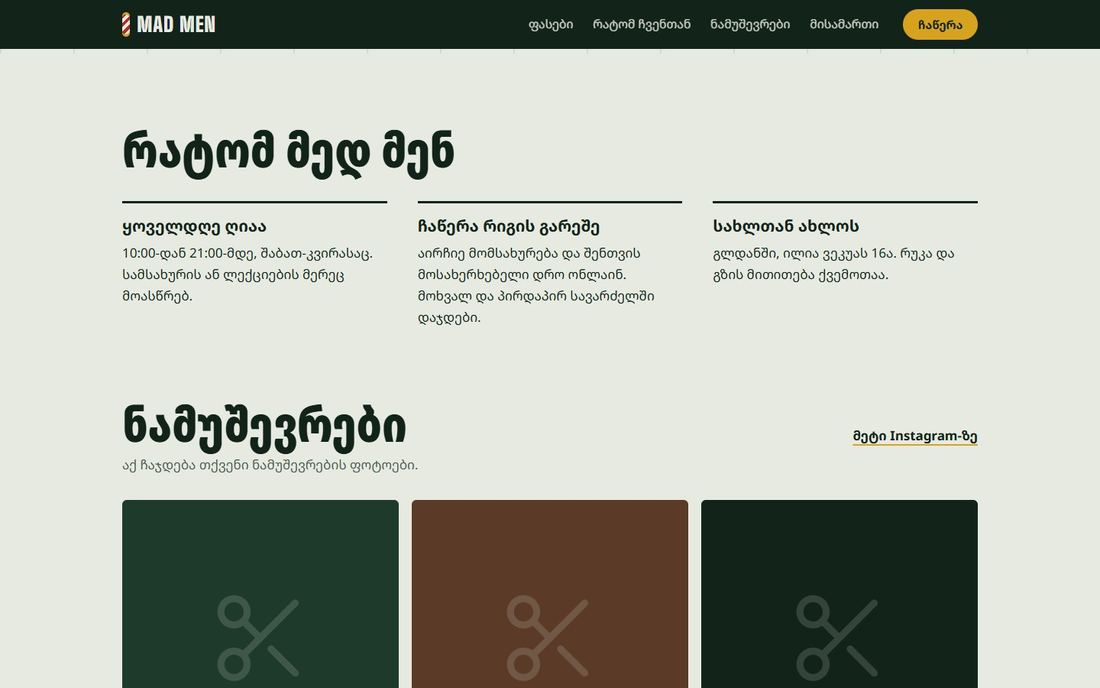 MAD MEN
ფასები რატომ ჩვენთან ნამუშევრები მისამართი ჩაწერა
რატომ მედ მენ
ყოველდღე ღიაა
10:00-დან 21:00-მდე, შაბათ-კვირასაც.
სამსახურის ან ლექციების მერეც
მოასწრებ.
ჩაწერა რიგის გარეშე
აირჩიე მომსახურება და შენთვის
მოსახერხებელი დრო ონლაინ.
მოხვალ და პირდაპირ სავარძელში
დაჯდები.
სახლთან ახლოს
გლდანში, ილია ვეკუას 16ა. რუკა და
გზის მითითება ქვემოთაა.
ნამუშევრები
მეტი Instagram-ზე
აქ ჩაჯდება თქვენი ნამუშევრების ფოტოები.